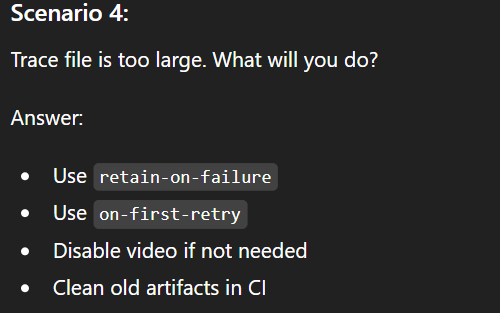 Scenario 4:
Trace file is too large. What will you do?
Answer:
• Use retain-on-failure
• Use on-first-retry
• Disable video if not needed
• Clean old artifacts in CI